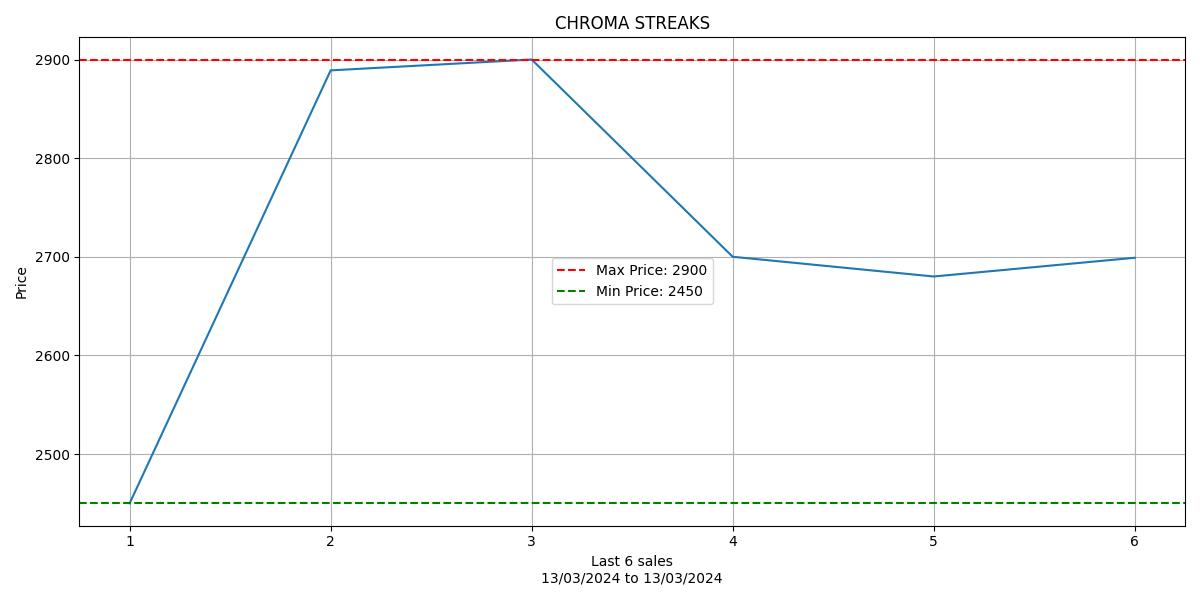 CHROMA STREAKS
Price
2900
2800
2700
2600
2500
Max Price: 2900
Min Price: 2450
1 2 3 4 5 6
Last 6 sales
13/03/2024 to 13/03/2024